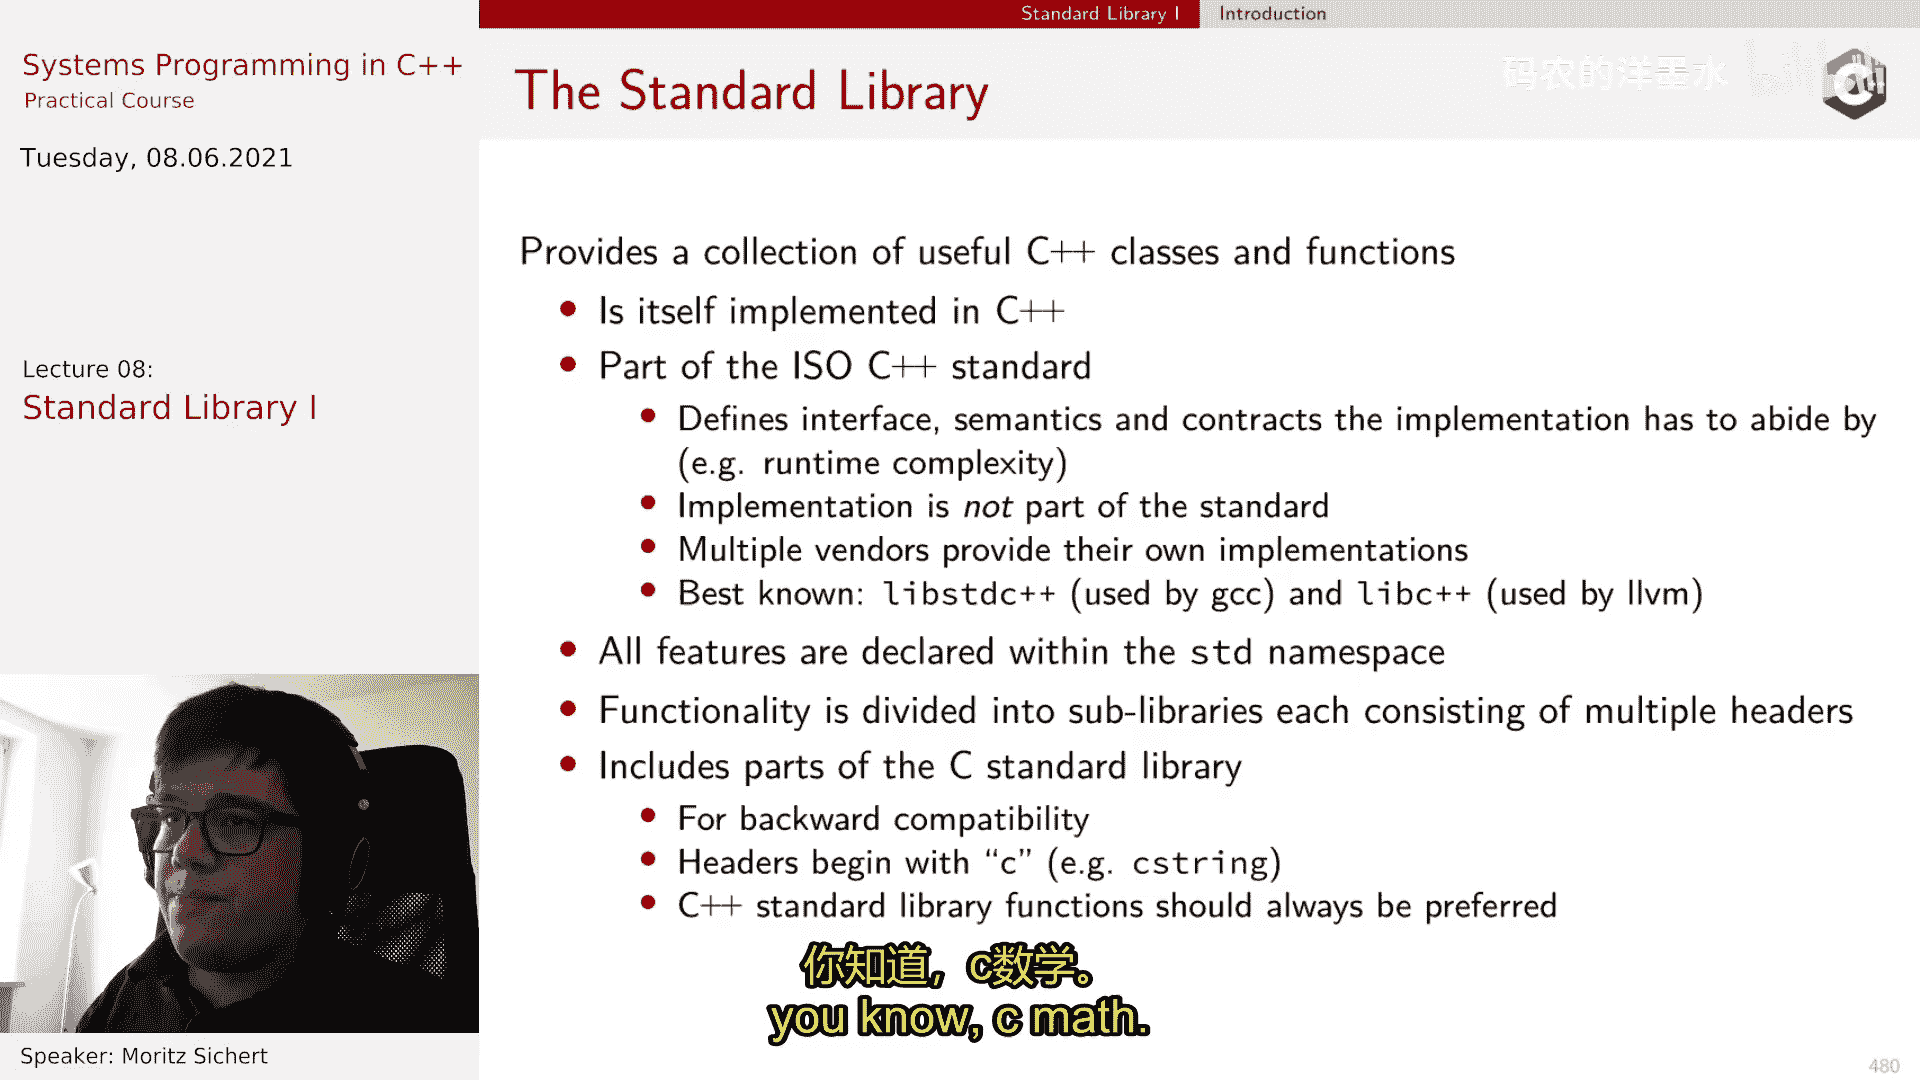 Standard Library I
Introduction
Systems Programming in C++
Practical Course
Tuesday, 08.06.2021
Lecture 08:
Standard Library I
Speaker: Moritz Sichert
The Standard Library
码农的洋墨水
Provides a collection of useful C++ classes and functions
Is itself implemented in C++
Part of the ISO C++ standard
Defines interface, semantics and contracts the implementation has to abide by
(e.g. runtime complexity)
Implementation is not part of the standard
Multiple vendors provide their own implementations
Best known: libstdc++ (used by gcc) and libc++ (used by llvm)
All features are declared within the std namespace
Functionality is divided into sub-libraries each consisting of multiple headers
Includes parts of the C standard library
For backward compatibility
Headers begin with “c” (e.g. cstring)
C++ standard library functions should always be preferred
你知道，c数学。
you know, c math.
480